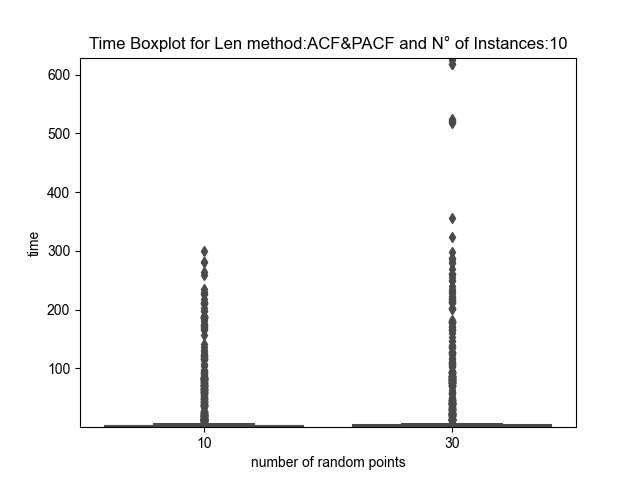 Time Boxplot for Len method:ACF&PACF and N° of Instances:10
600
500
400
300
200
100
time
10 30
number of random points